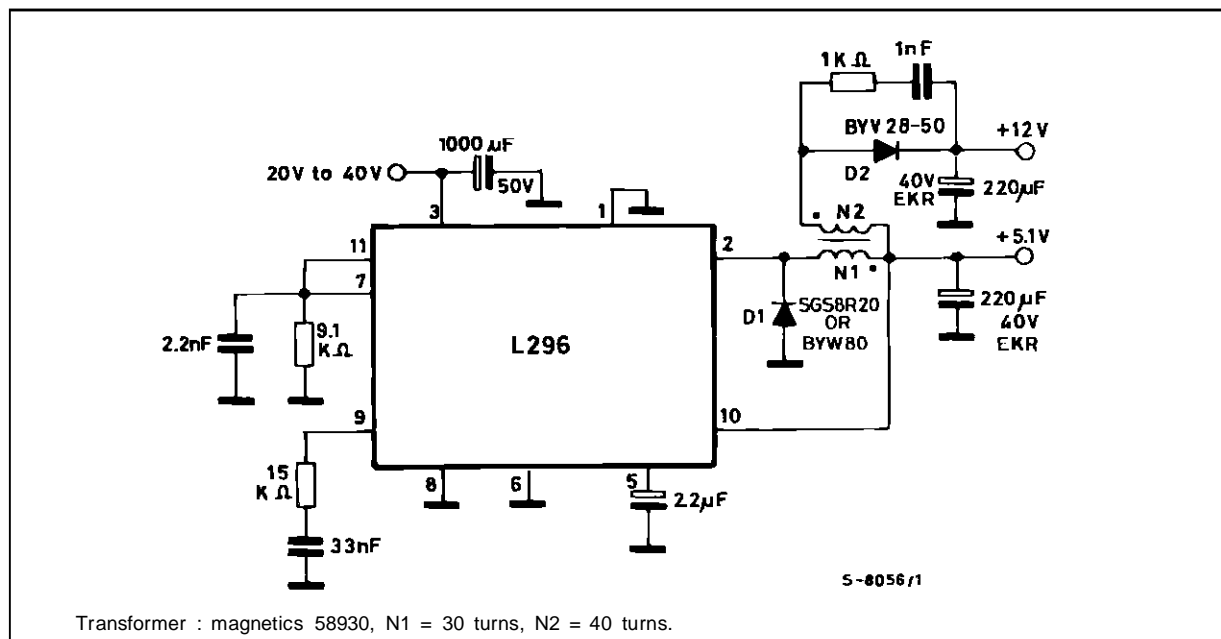 1KΩ
1nF
BYV 28-50
+12V
D2
40V
EKR
220µF
1000µF
50V
20V to 40V
3
1
11
7
2
N2
N1
+5.1V
D1
SGS8R20
OR
BYW80
220µF
40V
EKR
2.2nF
9.1
KΩ
L296
9
10
15
KΩ
33nF
8
6
5
2.2µF
S-8056/1
Transformer : magnetics 58930, N1 = 30 turns, N2 = 40 turns.